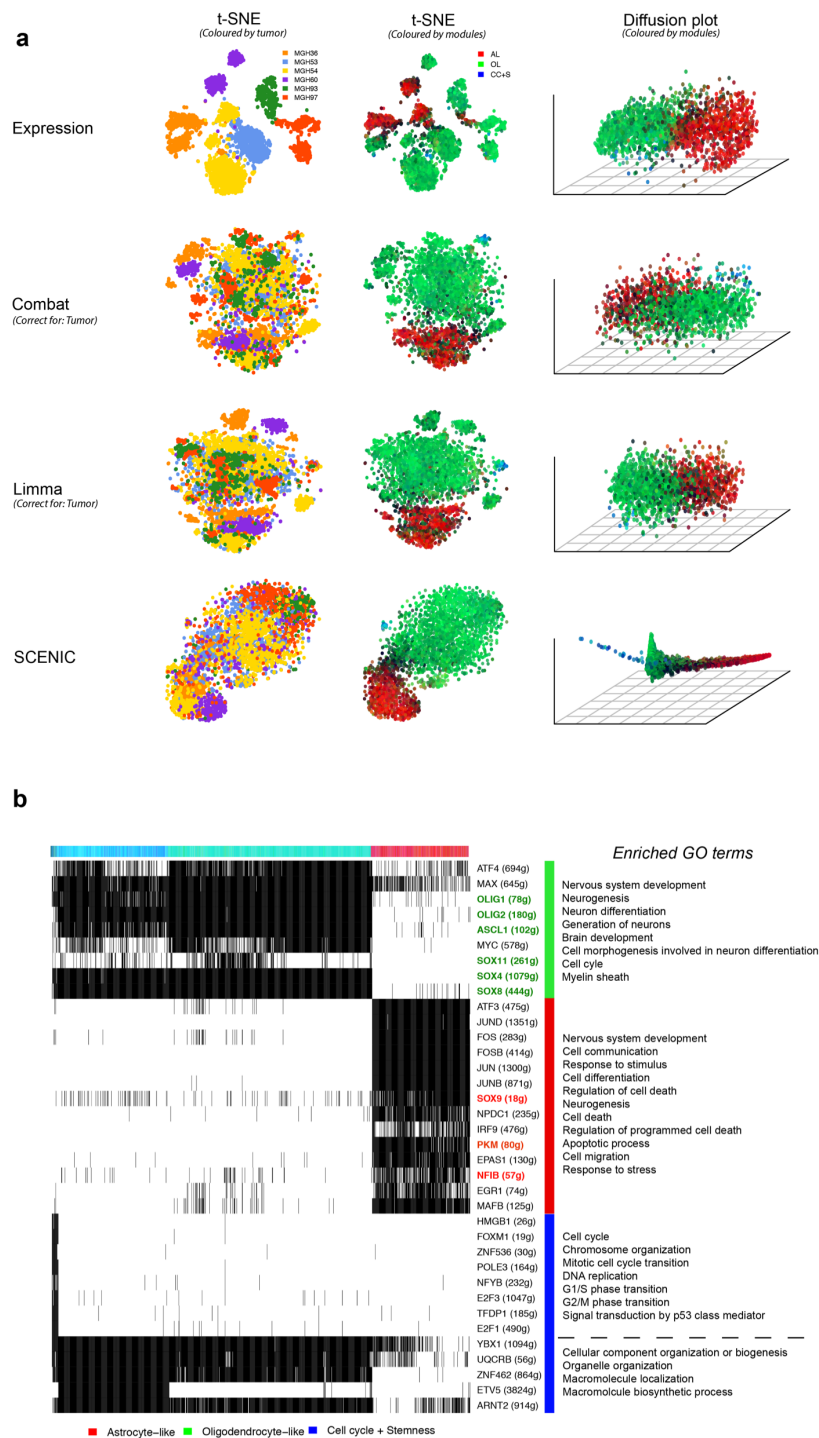 a
t-SNE
(Coloured by tumor)
t-SNE
(Coloured by modules)
Diffusion plot
(Coloured by modules)
MGH36
MGH53
MGH54
MGH60
MGH93
MGH97
AL
OL
CC+S
Expression
Combat
(Correct for: Tumor)
Limma
(Correct for: Tumor)
SCENIC
b
Enriched GO terms
ATF4 (694g)
MAX (645g)
OLIG1 (78g)
OLIG2 (180g)
ASCL1 (102g)
MYC (578g)
SOX11 (261g)
SOX4 (1079g)
SOX8 (444g)
ATF3 (475g)
JUND (1351g)
FOS (283g)
FOSB (414g)
JUN (1300g)
JUNB (871g)
SOX9 (18g)
NPDC1 (235g)
IRF9 (476g)
PKM (80g)
EPAS1 (130g)
NFIB (57g)
EGR1 (74g)
MAFB (125g)
HMGB1 (26g)
FOXM1 (19g)
ZNF536 (30g)
POLE3 (164g)
NFYB (232g)
E2F3 (1047g)
TFDP1 (185g)
E2F1 (490g)
YBX1 (1094g)
UQCRB (56g)
ZNF462 (864g)
ETV5 (3824g)
ARNT2 (914g)
Nervous system development
Neurogenesis
Neuron differentiation
Generation of neurons
Brain development
Cell morphogenesis involved in neuron differentiation
Cell cyle
Myelin sheath
Nervous system development
Cell communication
Response to stimulus
Cell differentiation
Regulation of cell death
Neurogenesis
Cell death
Regulation of programmed cell death
Apoptotic process
Cell migration
Response to stress
Cell cycle
Chromosome organization
Mitotic cell cycle transition
DNA replication
G1/S phase transition
G2/M phase transition
Signal transduction by p53 class mediator
Cellular component organization or biogenesis
Organelle organization
Macromolecule localization
Macromolcule biosynthetic process
Astrocyte–like
Oligodendrocyte–like
Cell cycle + Stemness